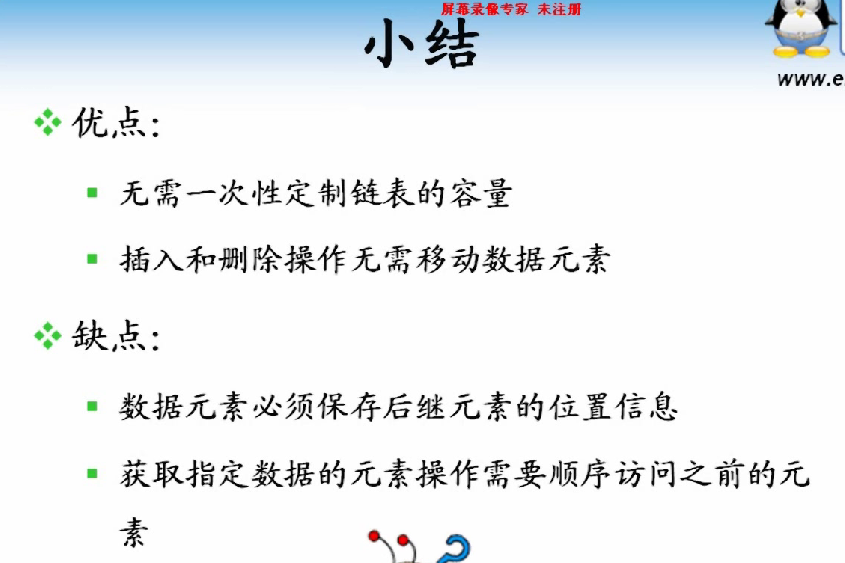 屏幕录像专家 未注册
小结
www.e
优点:
无需一次性定制链表的容量
插入和删除操作无需移动数据元素
缺点:
数据元素必须保存后继元素的位置信息
获取指定数据的元素操作需要顺序访问之前的元
素